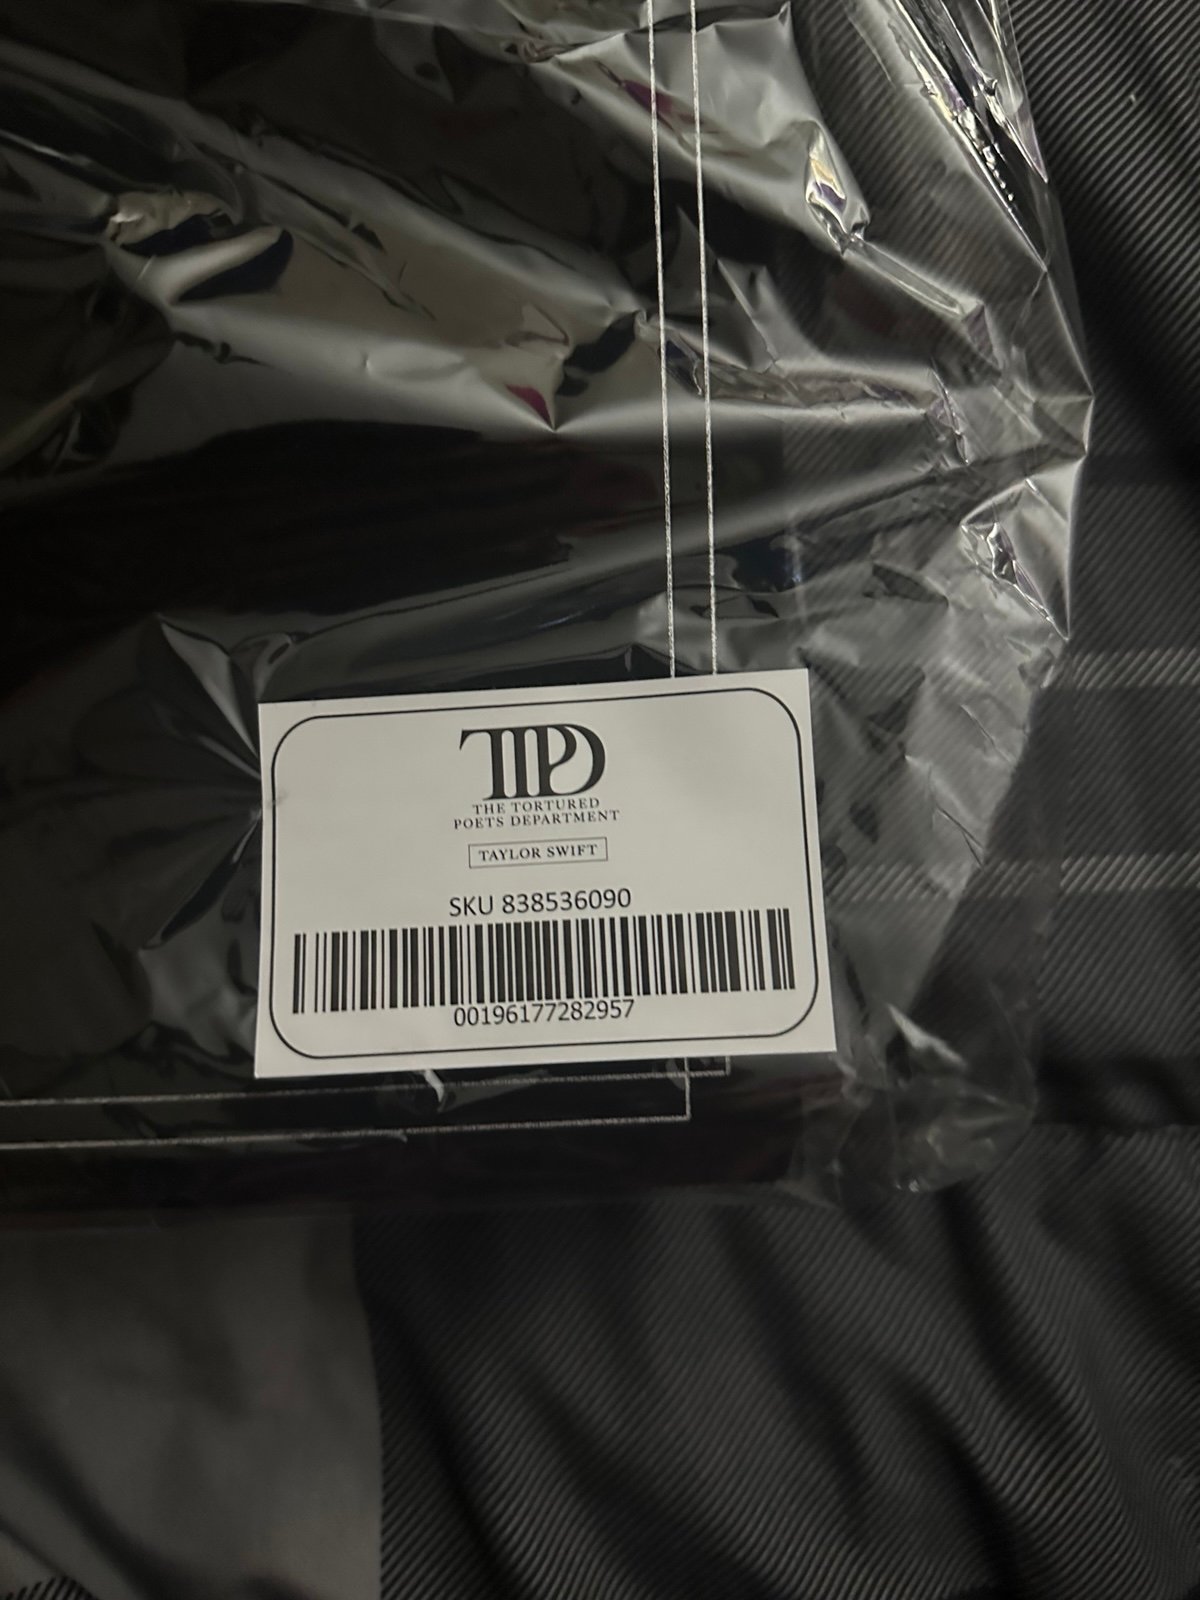 TTPD
THE TORTURED
POETS DEPARTMENT
TAYLOR SWIFT
SKU 838536090
00196177282957